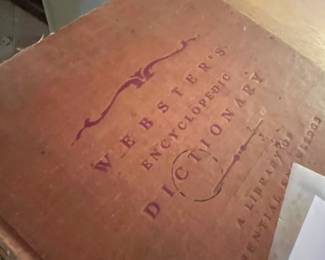 WEBSTER'S
ENCYCLOPEDIC
DICTIONARY
A LIBRARY OF